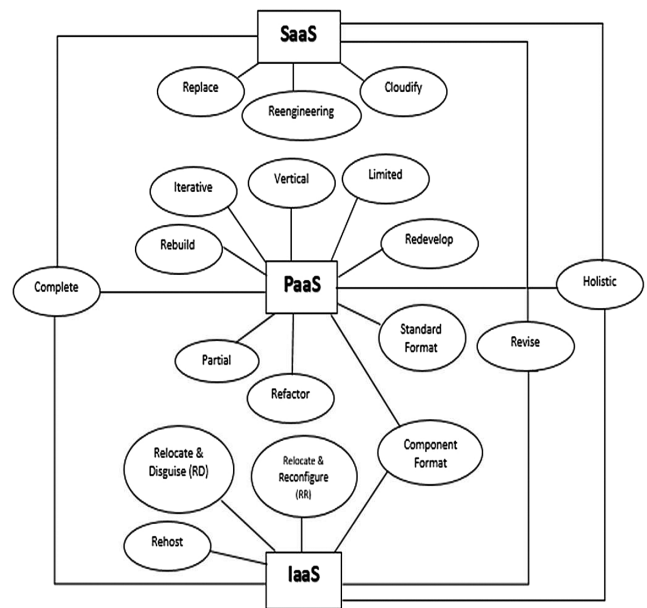 SaaS
Replace
Reengineering
Cloudify
Iterative
Vertical
Limited
Rebuild
Redevelop
Complete
PaaS
Holistic
Standard
Format
Revise
Partial
Refactor
Relocate &
Disguise (RD)
Relocate &
Reconfigure
(RR)
Component
Format
Rehost
IaaS